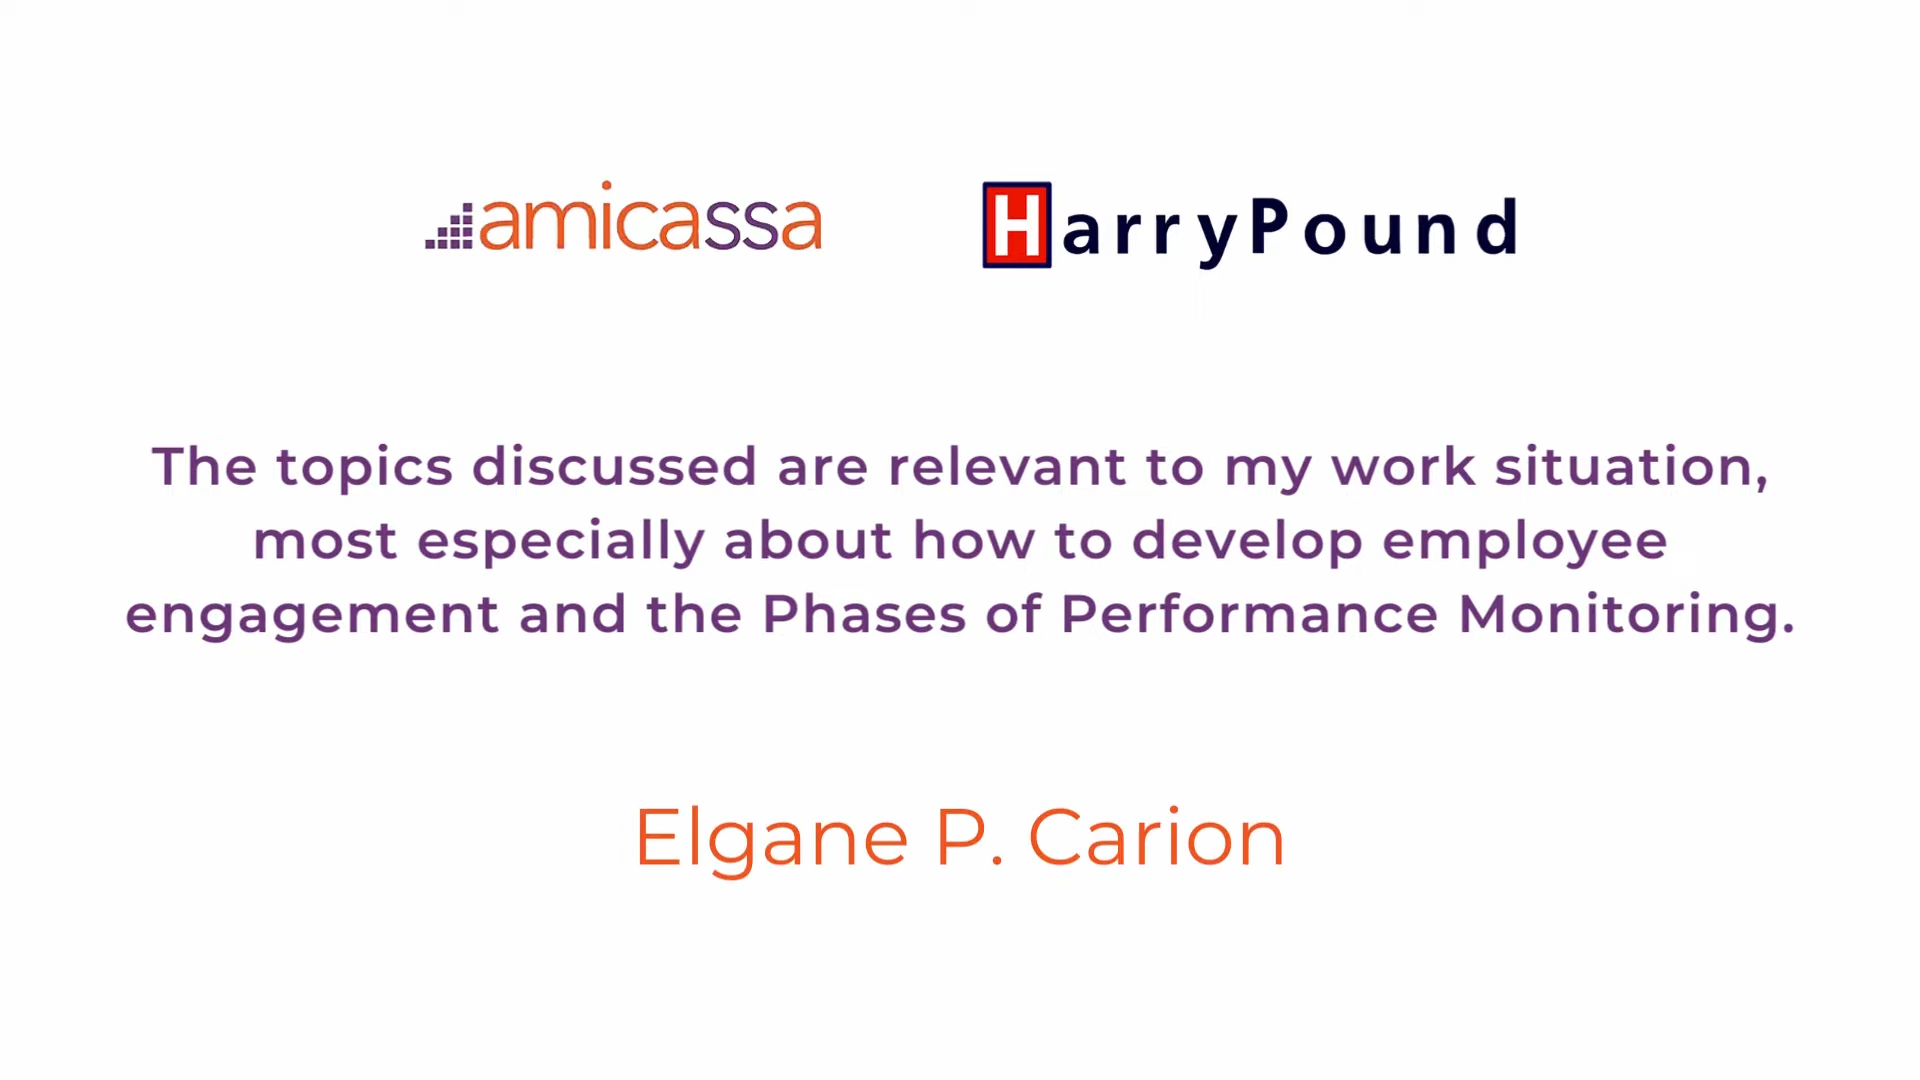 amicassa
HarryPound
The topics discussed are relevant to my work situation,
most especially about how to develop employee
engagement and the Phases of Performance Monitoring.
Elgane P. Carion